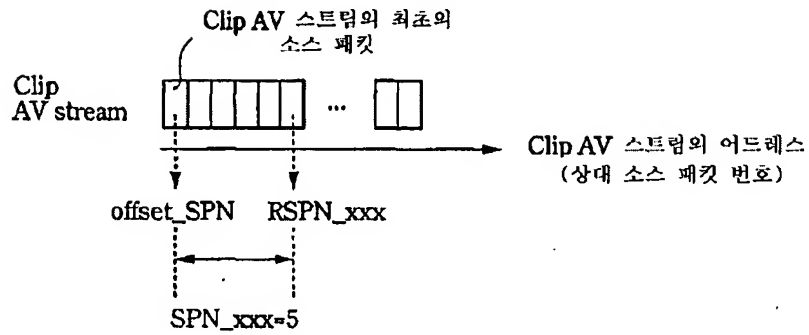 Clip AV 스트림의 최초의
소스 패킷
Clip
AV stream
...
Clip AV 스트림의 어드레스
(상대 소스 패킷 번호)
offset_SPN RSPN_xxx
SPN_xxx=5